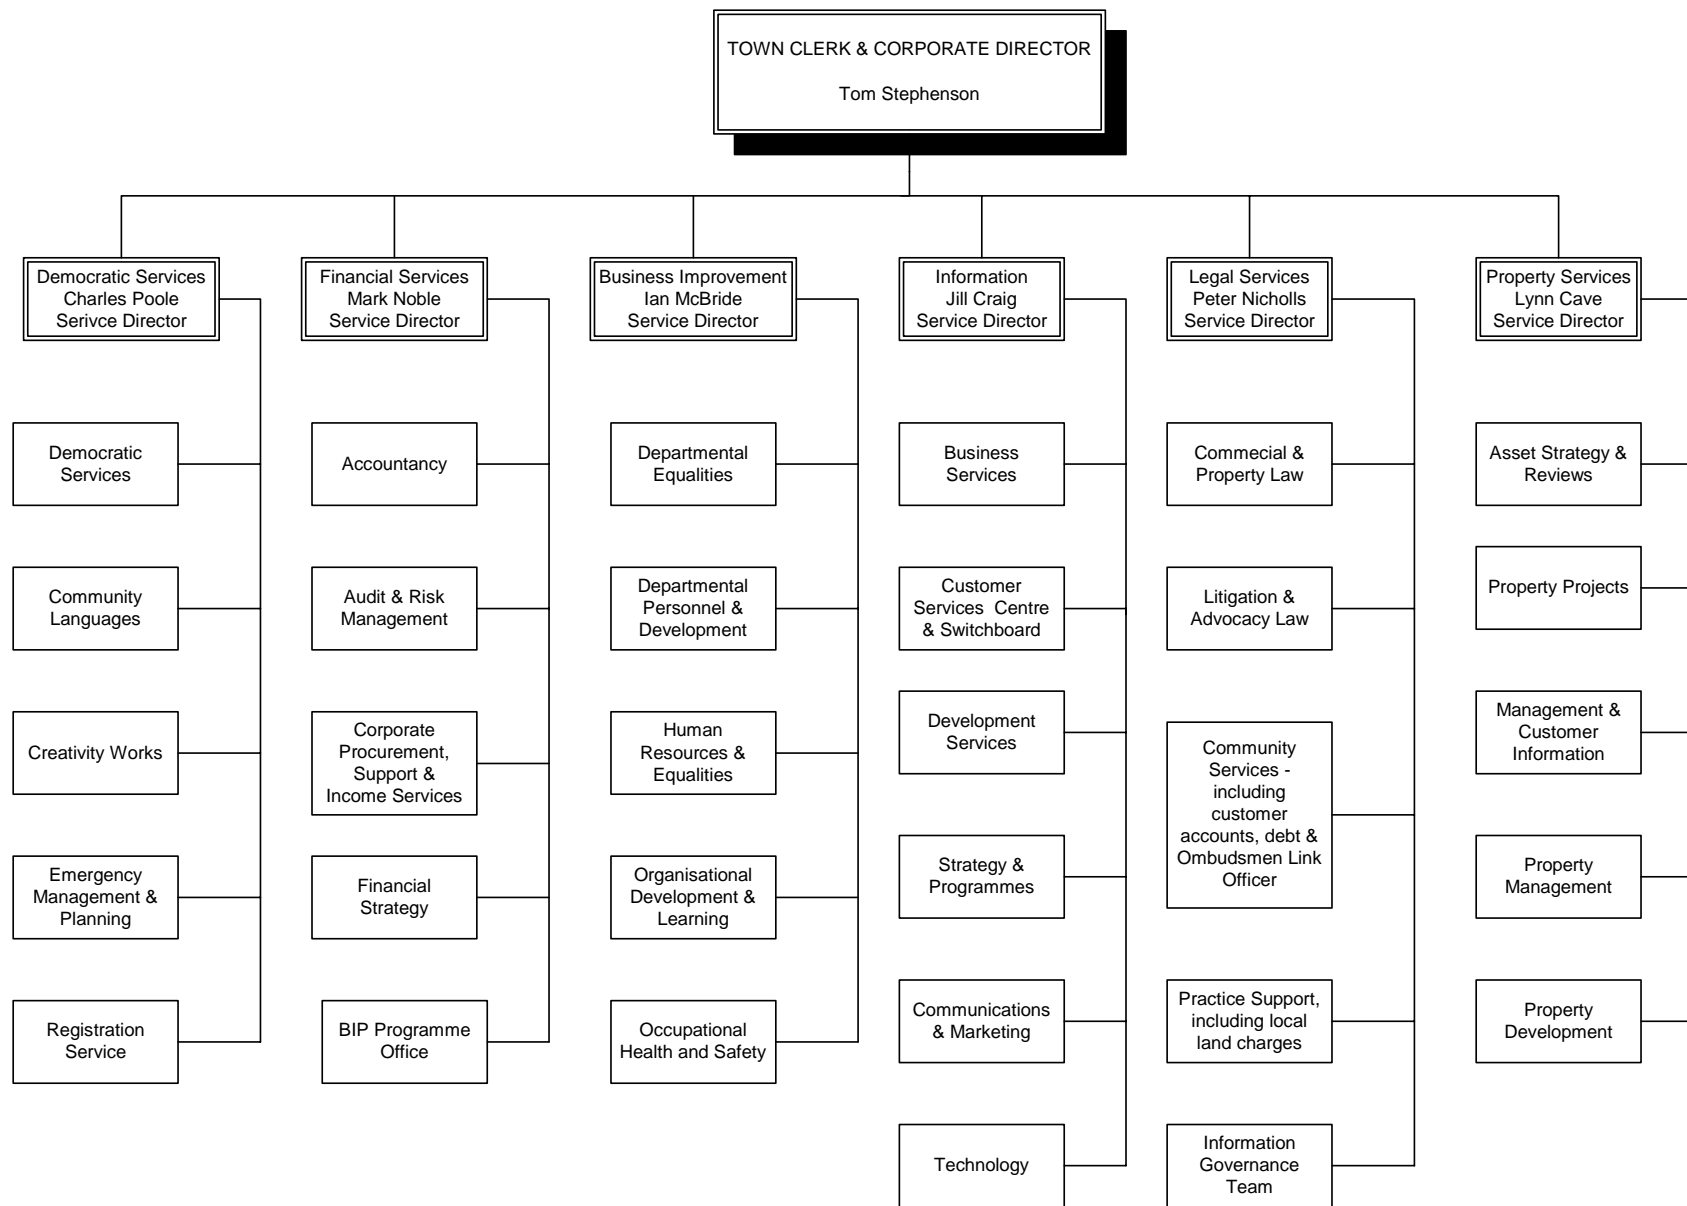 TOWN CLERK & CORPORATE DIRECTOR
Tom Stephenson
Democratic Services
Charles Poole
Serivce Director
Financial Services
Mark Noble
Service Director
Business Improvement
Ian McBride
Service Director
Information
Jill Craig
Service Director
Legal Services
Peter Nicholls
Service Director
Property Services
Lynn Cave
Service Director
Democratic
Services
Community
Languages
Creativity Works
Emergency
Management &
Planning
Registration
Service
Accountancy
Audit & Risk
Management
Corporate
Procurement,
Support &
Income Services
Financial
Strategy
BIP Programme
Office
Departmental
Equalities
Departmental
Personnel &
Development
Human
Resources &
Equalities
Organisational
Development &
Learning
Occupational
Health and Safety
Business
Services
Customer
Services  Centre
& Switchboard
Development
Services
Strategy &
Programmes
Communications
& Marketing
Technology
Commecial &
Property Law
Litigation &
Advocacy Law
Community
Services -
including
customer
accounts, debt &
Ombudsmen Link
Officer
Practice Support,
including local
land charges
Information
Governance
Team
Asset Strategy &
Reviews
Property Projects
Management &
Customer
Information
Property
Management
Property
Development